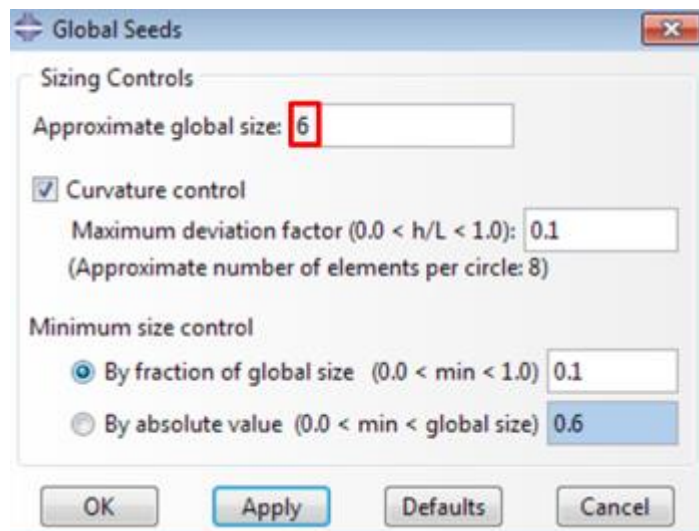 Global Seeds
Sizing Controls
Approximate global size: 6
Curvature control
Maximum deviation factor (0.0 < h/L < 1.0): 0.1
(Approximate number of elements per circle: 8)
Minimum size control
By fraction of global size (0.0 < min < 1.0) 0.1
By absolute value (0.0 < min < global size) 0.6
OK Apply Defaults Cancel